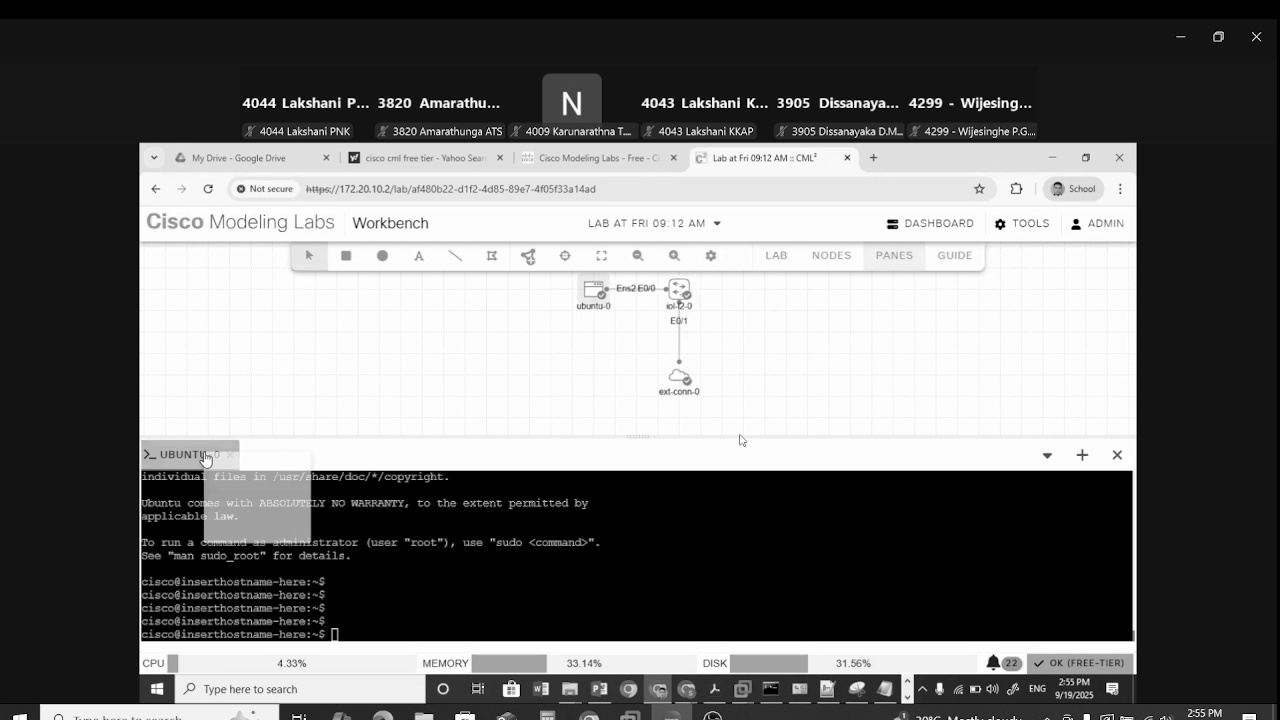 4044 Lakshani P... 3820 Amarathu... N 4043 Lakshani K... 3905 Dissanaya... 4299 - Wijesing...
4044 Lakshani PNK 3820 Amarathunga ATS 4009 Karunarathna T... 4043 Lakshani KKAP 3905 Dissanayaka D.M... 4299 - Wijesinghe P.G....
My Drive - Google Drive cisco cml free tier - Yahoo Sear Cisco Modeling Labs - Free - C Lab at Fri 09:12 AM :: CML²
Not secure https://172.20.10.2/lab/af480b22-d1f2-4d85-89e7-4f05f33a14ad School
Cisco Modeling Labs Workbench LAB AT FRI 09:12 AM DASHBOARD TOOLS ADMIN
A LAB NODES PANES GUIDE
Ens2 E0/0
ubuntu-0 iol-l2-0
E0/1
ext-conn-0
UBUNTU-0
individual files in /usr/share/doc/*/copyright.
Ubuntu comes with ABSOLUTELY NO WARRANTY, to the extent permitted by
applicable law.
To run a command as administrator (user "root"), use "sudo <command>".
See "man sudo_root" for details.
cisco@inserthostname-here:~$
cisco@inserthostname-here:~$
cisco@inserthostname-here:~$
cisco@inserthostname-here:~$
cisco@inserthostname-here:~$
CPU 4.33% MEMORY 33.14% DISK 31.56% 22 OK (FREE-TIER)
Type here to search ENG 2:55 PM
9/19/2025
Type here to search Mostly cloudy 2:55 PM